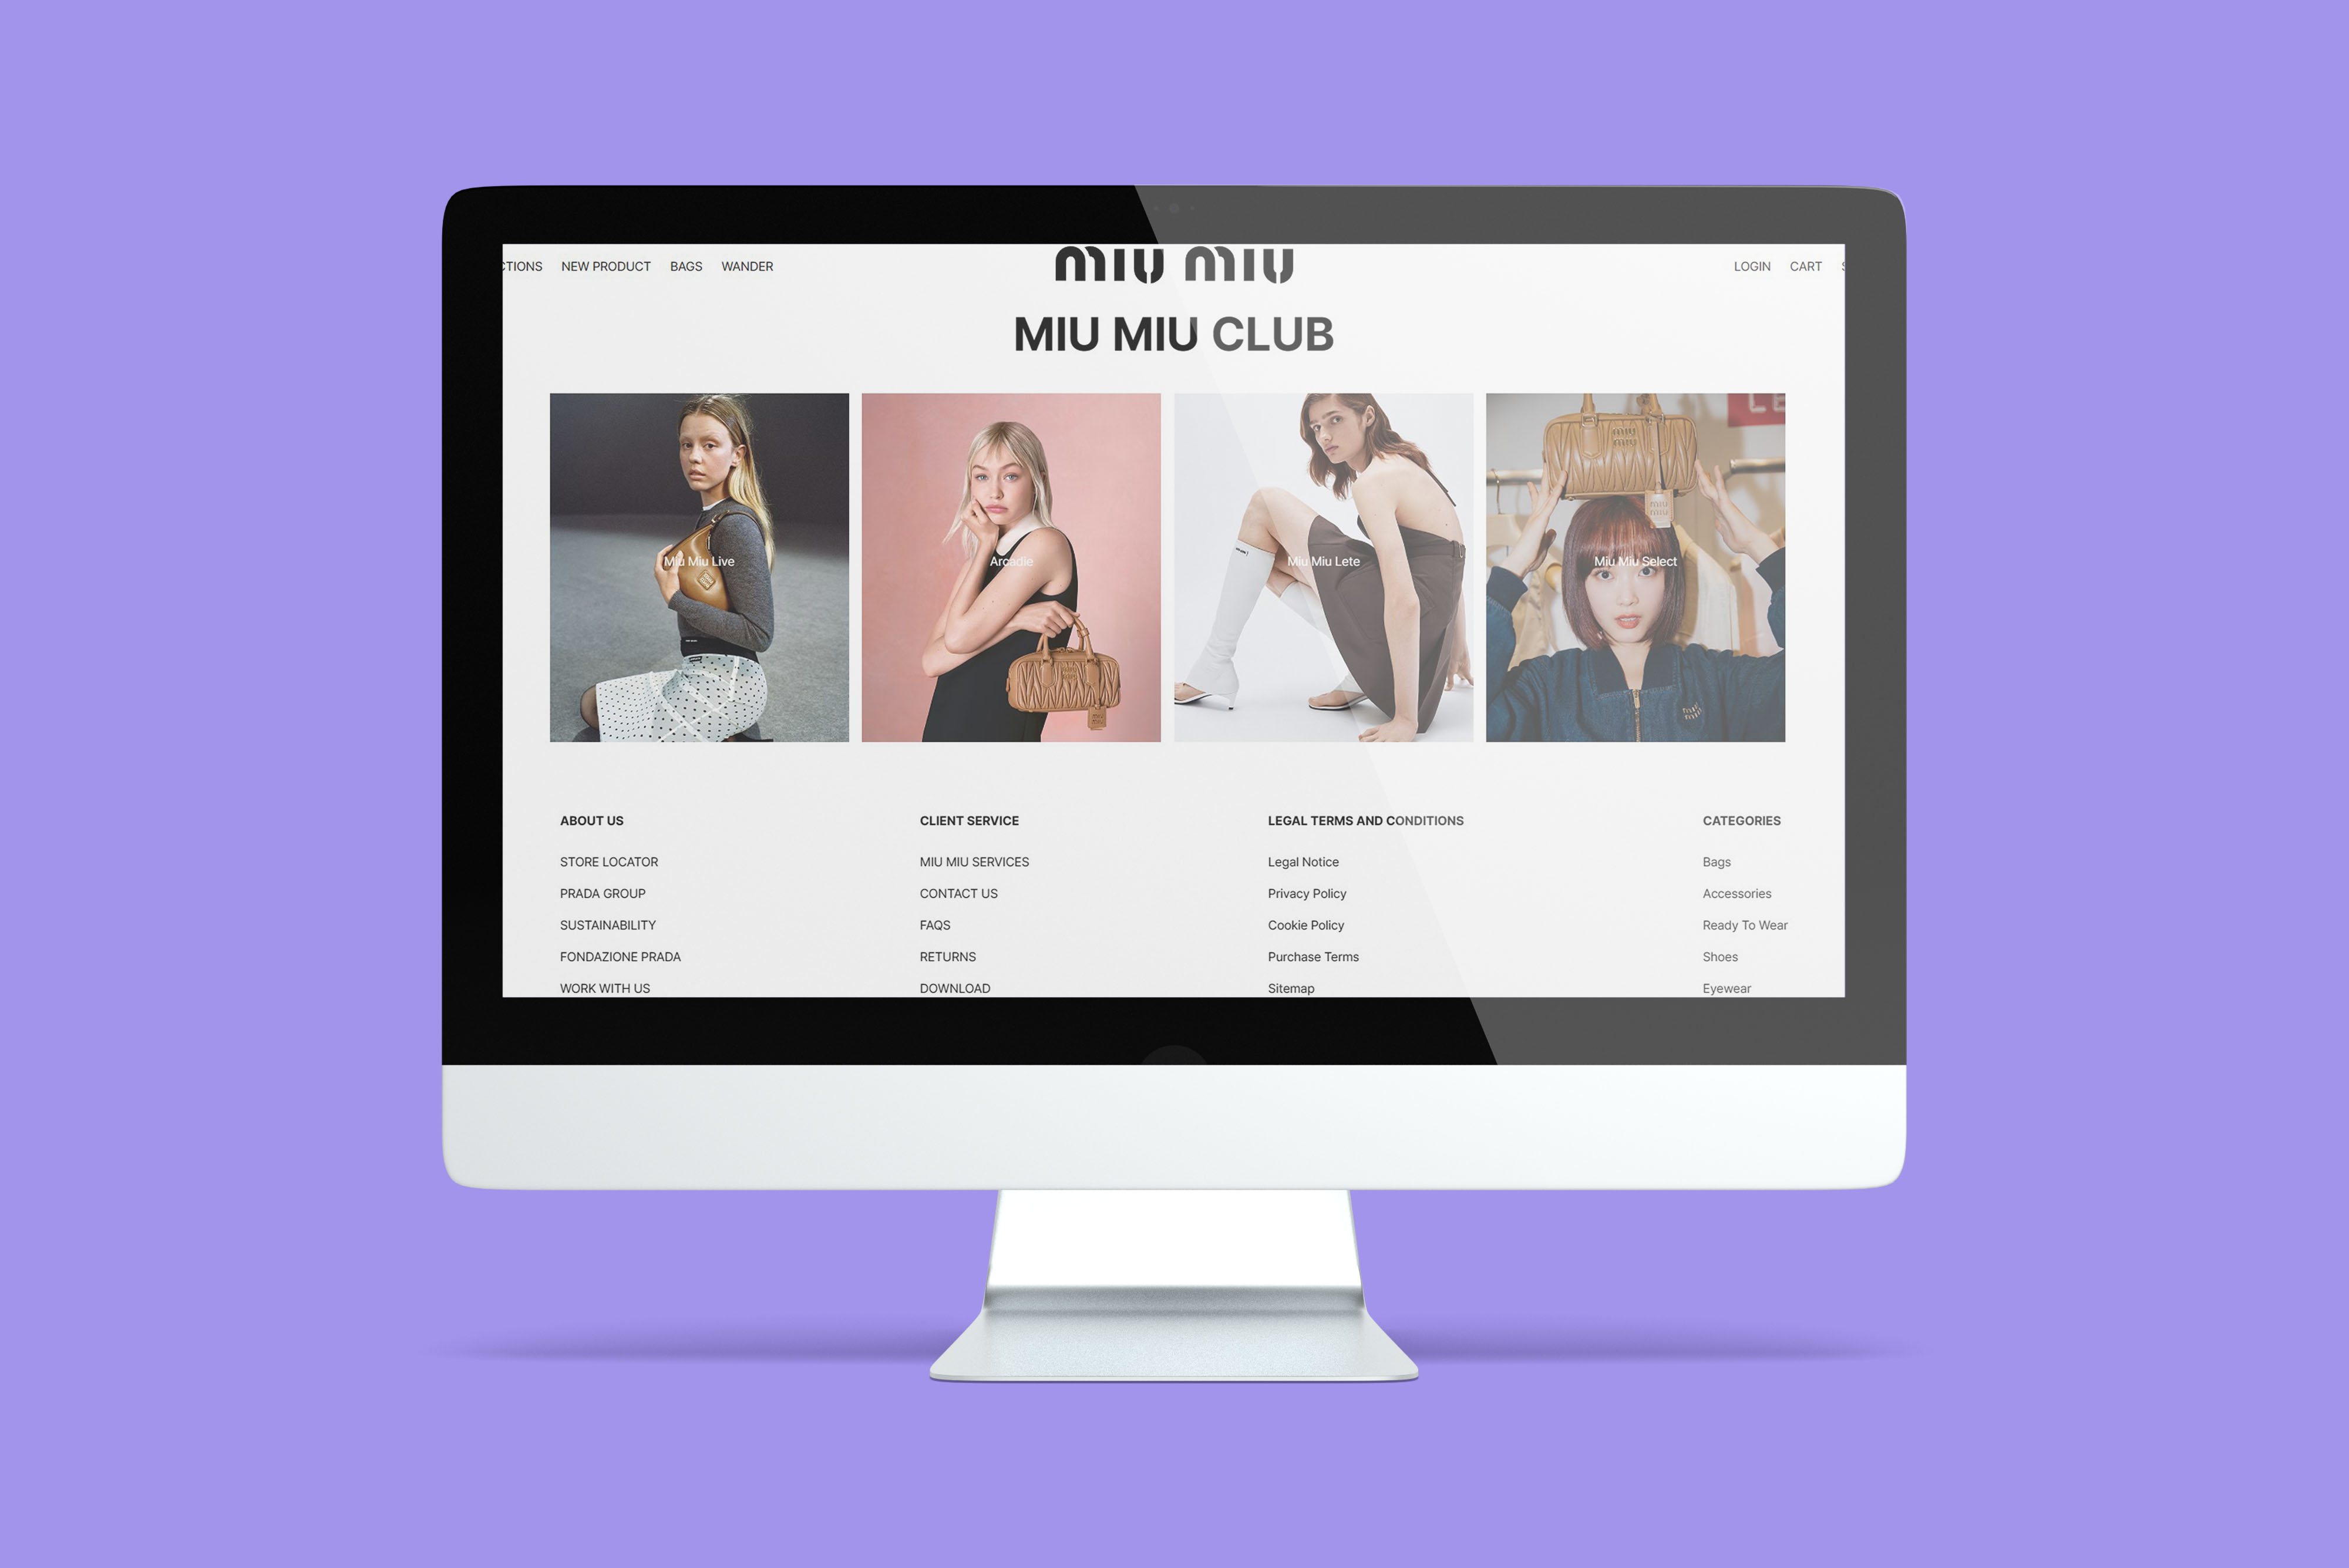 CTIONS NEW PRODUCT BAGS WANDER
miu miu
LOGIN CART S
MIU MIU CLUB
Miu Miu Live
Arcadie
Miu Miu Lete
Miu Miu Select
miu
miu
LE
ABOUT US
STORE LOCATOR
PRADA GROUP
SUSTAINABILITY
FONDAZIONE PRADA
WORK WITH US
CLIENT SERVICE
MIU MIU SERVICES
CONTACT US
FAQS
RETURNS
DOWNLOAD
LEGAL TERMS AND CONDITIONS
Legal Notice
Privacy Policy
Cookie Policy
Purchase Terms
Sitemap
CATEGORIES
Bags
Accessories
Ready To Wear
Shoes
Eyewear